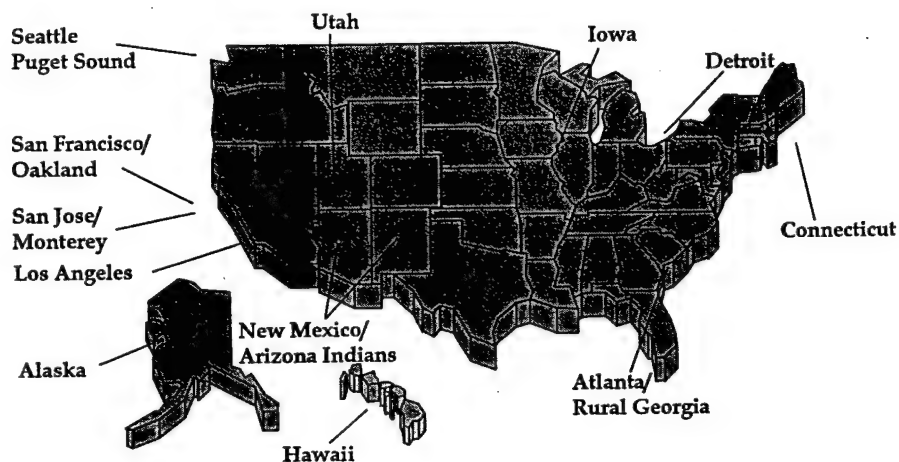 Utah
Seattle
Puget Sound
Iowa
Detroit
San Francisco/
Oakland
San Jose/
Monterey
Los Angeles
Connecticut
New Mexico/
Arizona Indians
Alaska
Atlanta/
Rural Georgia
Hawaii